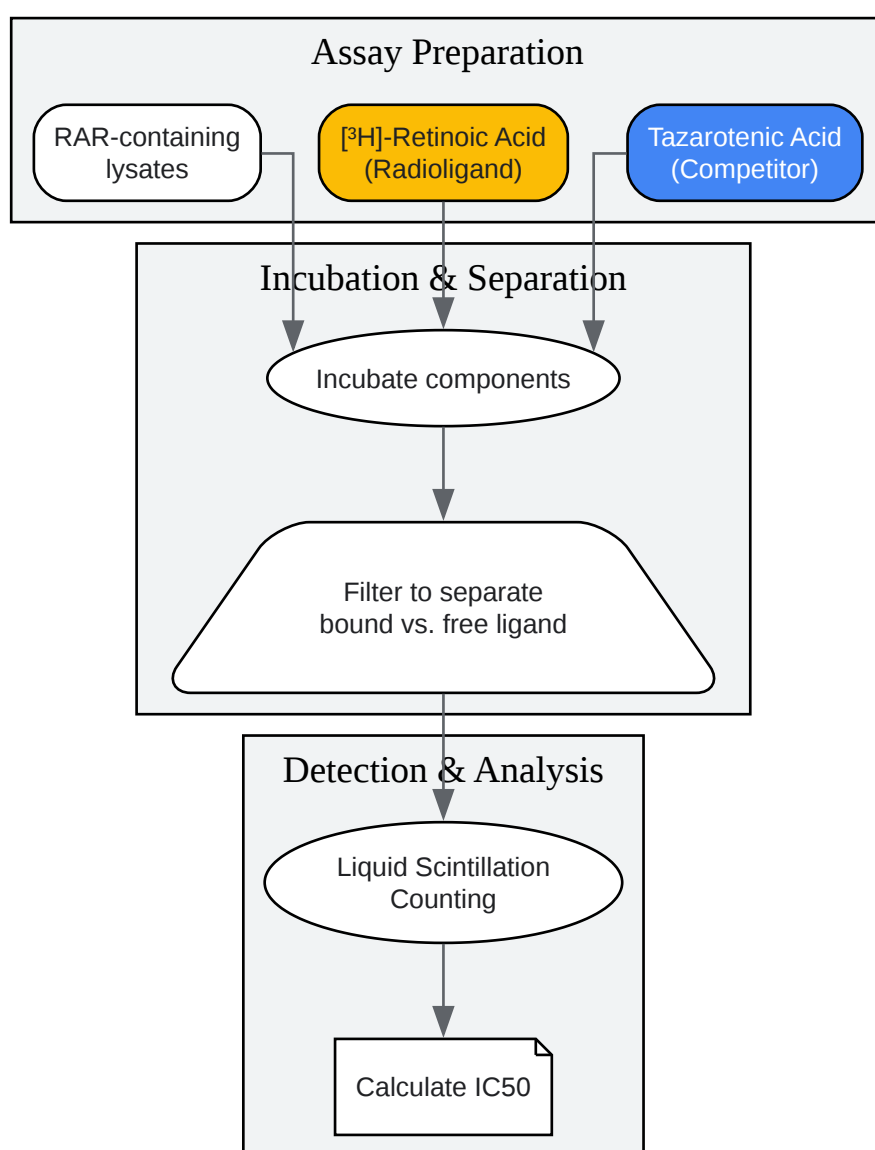 Assay Preparation
RAR-containing
lysates
[³H]-Retinoic Acid
(Radioligand)
Tazarotenic Acid
(Competitor)
Incubation & Separation
Incubate components
Filter to separate
bound vs. free ligand
Detection & Analysis
Liquid Scintillation
Counting
Calculate IC50